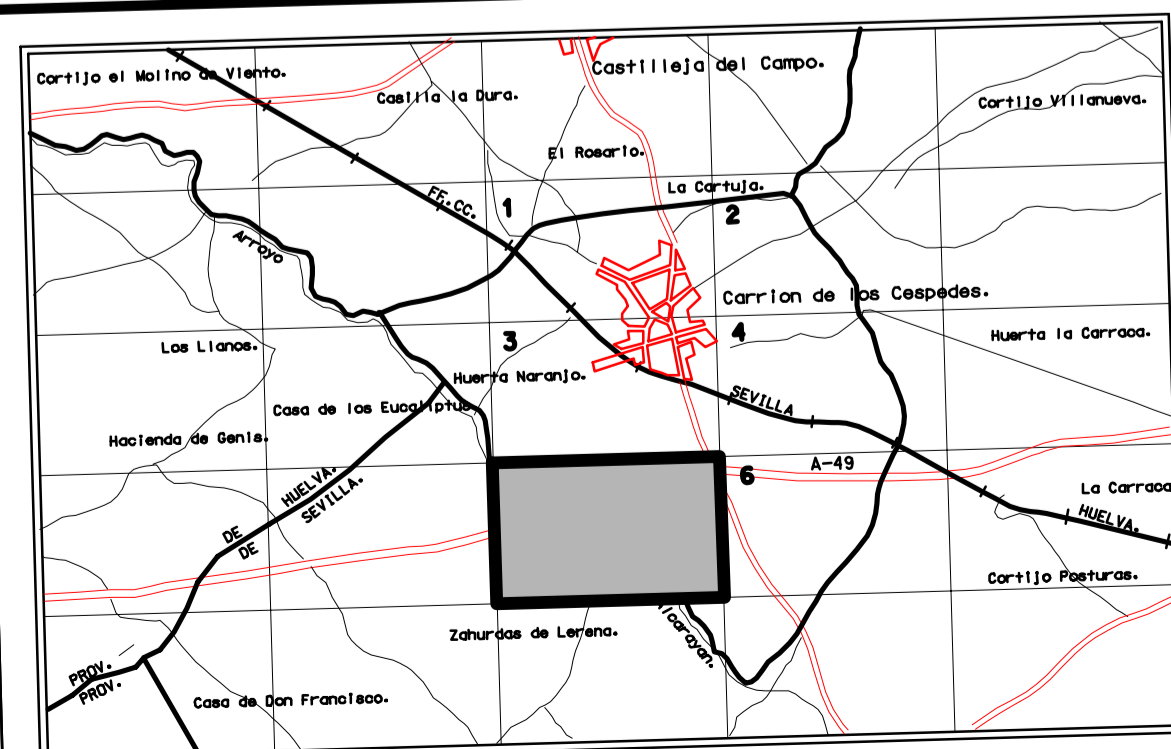 Castilleja del Campo.
Cortijo el Molino de Viento.
Casilla la Dura.
Cortijo Villanueva.
El Rosario.
La Cartuja.
FF.CC.
1
2
Arroyo
Carrion de los Cespedes.
3
4
Huerta la Carraca.
Los Llanos.
Huerta Naranjo.
SEVILLA
Casa de los Eucaliptus
Hacienda de Genis.
A-49
6
HUELVA.
SEVILLA.
La Carraca
HUELVA.
DE
DE
Cortijo Posturas.
Zahurdas de Lerena.
Alcarayan.
PROV.
PROV.
Casa de Don Francisco.